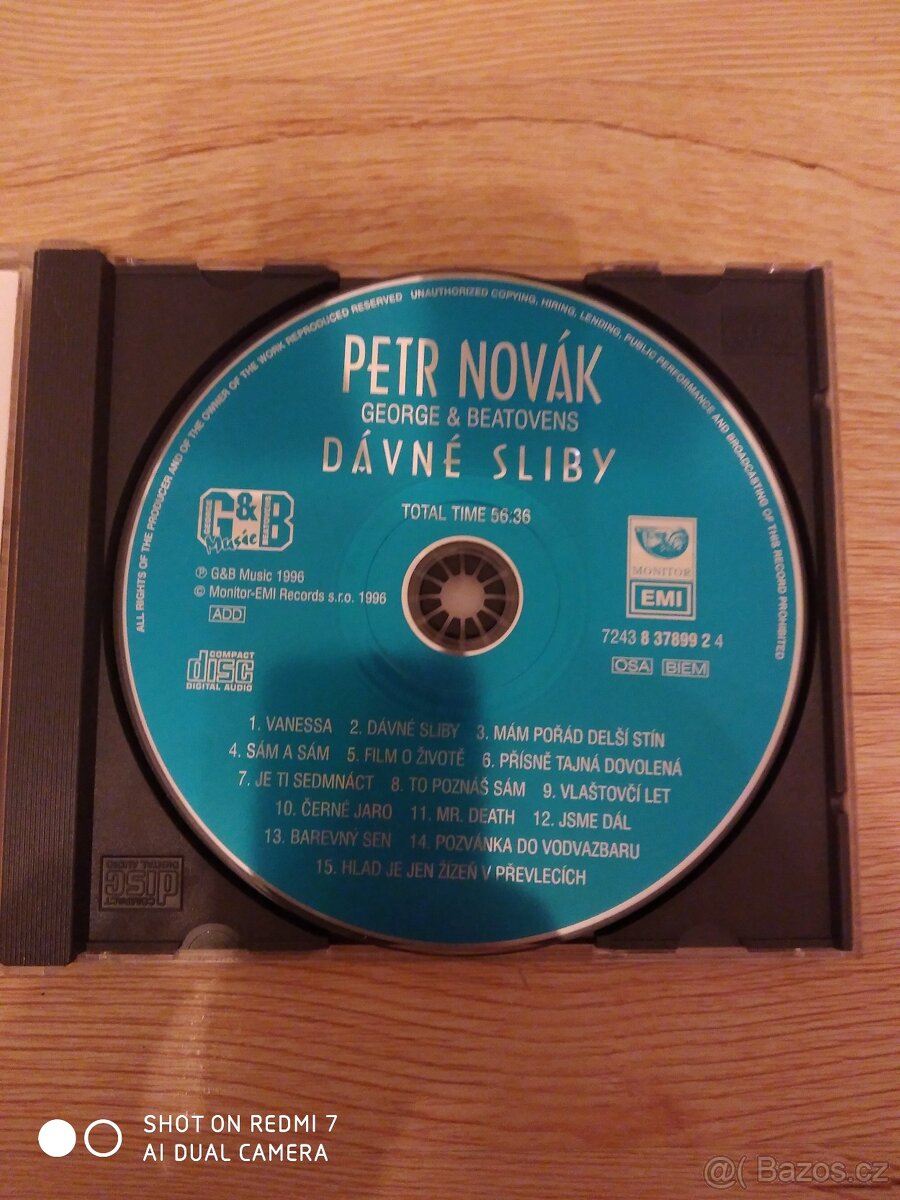 ALL RIGHTS OF THE PRODUCER AND OF THE OWNER OF THE WORK REPRODUCED RESERVED UNAUTHORIZED COPYING, HIRING, LENDING, PUBLIC PERFORMANCE AND BROADCASTING OF THIS RECORD PROHIBITED
PETR NOVÁK
GEORGE & BEATOVENS
DÁVNÉ SLIBY
TOTAL TIME 56:36
G&B
Music
℗ G&B Music 1996
© Monitor-EMI Records s.r.o. 1996
ADD
MONITOR
EMI
7243 8 37899 2 4
OSA BIEM
COMPACT
disc
DIGITAL AUDIO
1. VANESSA 2. DÁVNÉ SLIBY 3. MÁM POŘÁD DELŠÍ STÍN
4. SÁM A SÁM 5. FILM O ŽIVOTĚ 6. PŘÍSNĚ TAJNÁ DOVOLENÁ
7. JE TI SEDMNÁCT 8. TO POZNÁŠ SÁM 9. VLAŠTOVČÍ LET
10. ČERNÉ JARO 11. MR. DEATH 12. JSME DÁL
13. BAREVNÝ SEN 14. POZVÁNKA DO VODVAZBARU
15. HLAD JE JEN ŽÍZEŇ V PŘEVLECÍCH
COMPACT
disc
DIGITAL AUDIO
SHOT ON REDMI 7
AI DUAL CAMERA
@( Bazos.cz